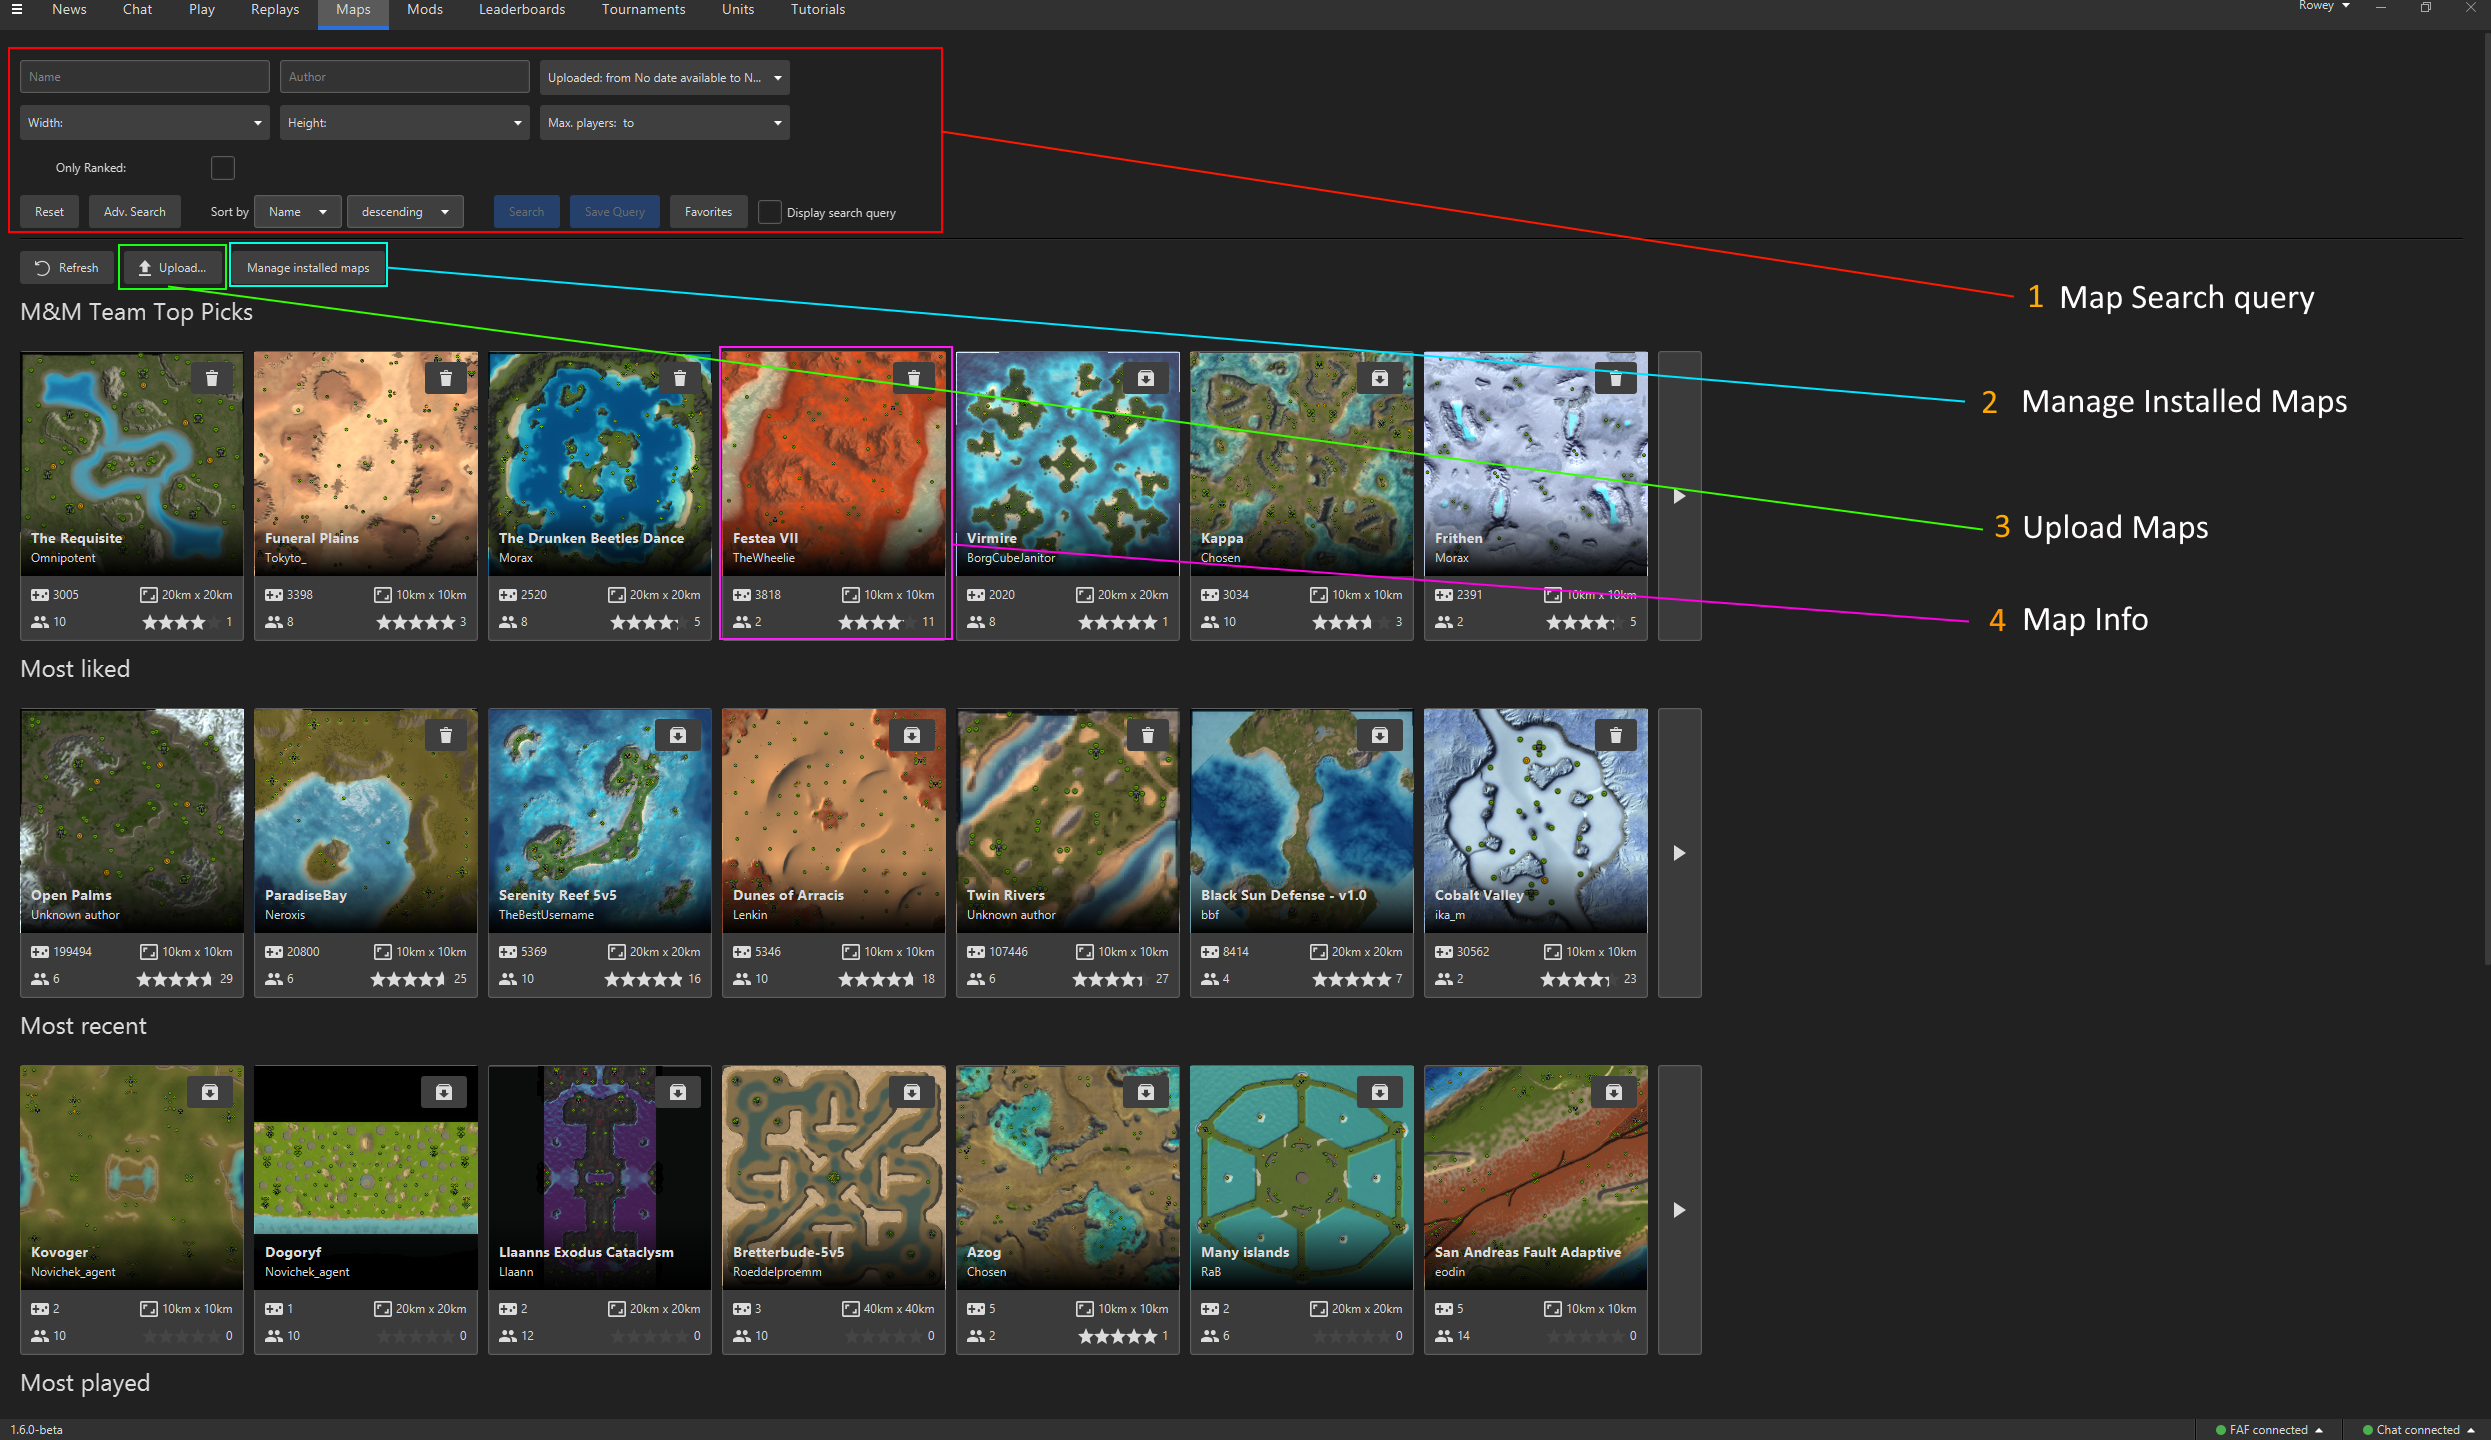 News Chat Play Replays Maps Mods Leaderboards Tournaments Units Tutorials Rowey
Name Author Uploaded: from No date available to N...
Width: Height: Max. players: to
Only Ranked:
Reset Adv. Search Sort by Name descending Search Save Query Favorites Display search query
Refresh Upload... Manage installed maps
1 Map Search query
M&M Team Top Picks
2 Manage Installed Maps
3 Upload Maps
4 Map Info
The Requisite Funeral Plains The Drunken Beetles Dance Festea VII Virmire Kappa Frithen
Omnipotent Tokyto_ Morax TheWheelie BorgCubeJanitor Chosen Morax
3005 20km x 20km 3398 10km x 10km 2520 20km x 20km 3818 10km x 10km 2020 20km x 20km 3034 10km x 10km 2391 10km x 10km
10 1 8 3 8 5 2 11 8 1 10 3 2 5
Most liked
Open Palms ParadiseBay Serenity Reef 5v5 Dunes of Arracis Twin Rivers Black Sun Defense - v1.0 Cobalt Valley
Unknown author Neroxis TheBestUsername Lenkin Unknown author bbf ika_m
199494 10km x 10km 20800 10km x 10km 5369 20km x 20km 5346 10km x 10km 107446 10km x 10km 8414 20km x 20km 30562 10km x 10km
6 29 6 25 10 16 10 18 6 27 4 7 2 23
Most recent
Kovoger Dogoryf Llaanns Exodus Cataclysm Bretterbude-5v5 Azog Many islands San Andreas Fault Adaptive
Novichek_agent Novichek_agent Llaann Roeddelproemm Chosen RaB eodin
2 10km x 10km 1 20km x 20km 2 20km x 20km 3 40km x 40km 5 10km x 10km 2 20km x 20km 5 10km x 10km
10 0 10 0 12 0 10 0 2 1 6 0 14 0
Most played
1.6.0-beta FAF connected Chat connected